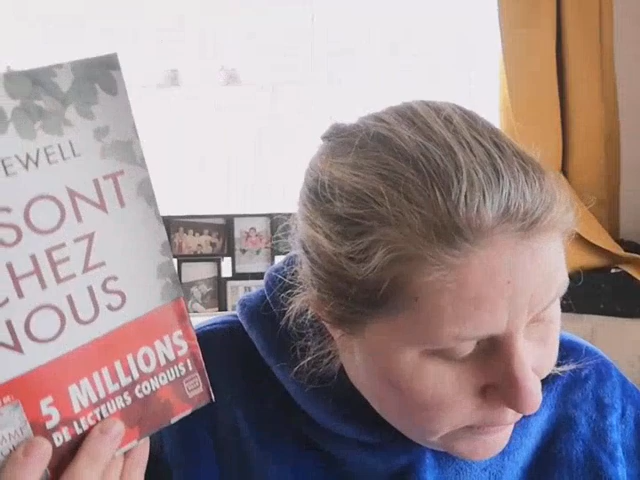 EWELL
SONT
CHEZ
NOUS
5 MILLIONS
DE LECTEURS CONQUIS !